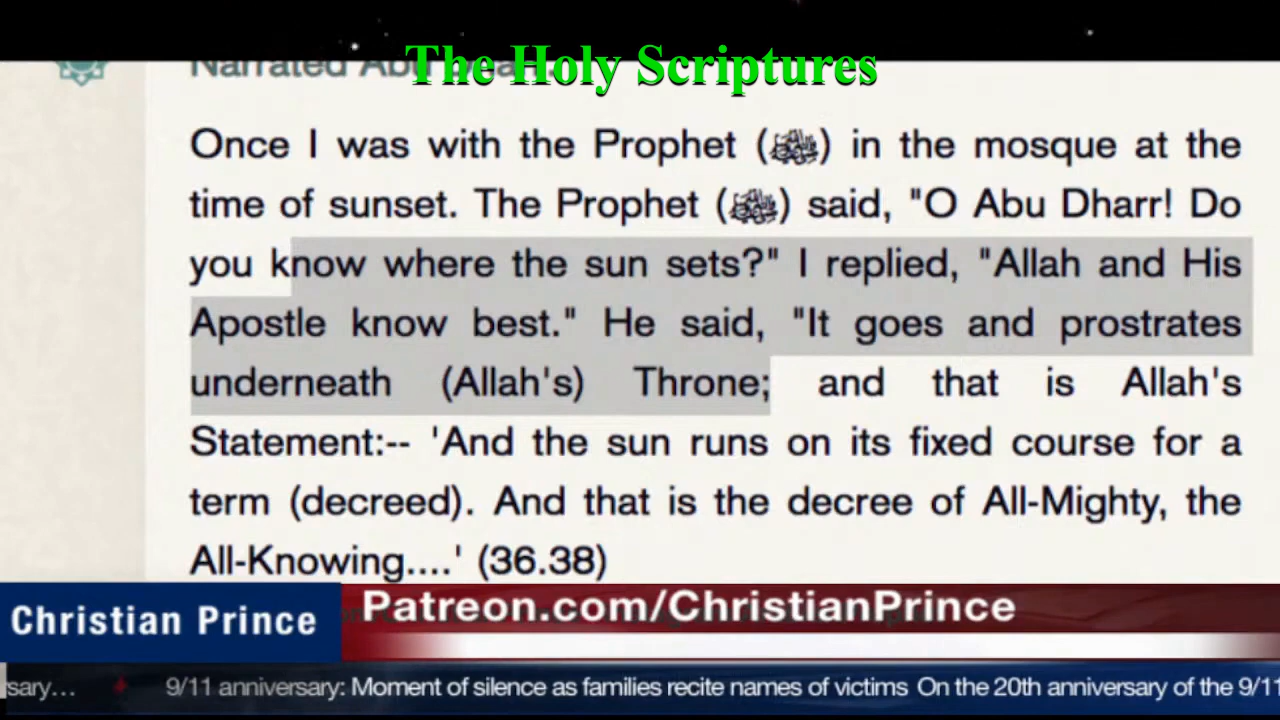 The Holy Scriptures
Narrated
Once I was with the Prophet (ﷺ) in the mosque at the
time of sunset. The Prophet (ﷺ) said, "O Abu Dharr! Do
you know where the sun sets?" I replied, "Allah and His
Apostle know best." He said, "It goes and prostrates
underneath (Allah's) Throne; and that is Allah's
Statement:-- 'And the sun runs on its fixed course for a
term (decreed). And that is the decree of All-Mighty, the
All-Knowing....' (36.38)
Christian Prince
Patreon.com/ChristianPrince
sary... 9/11 anniversary: Moment of silence as families recite names of victims On the 20th anniversary of the 9/11